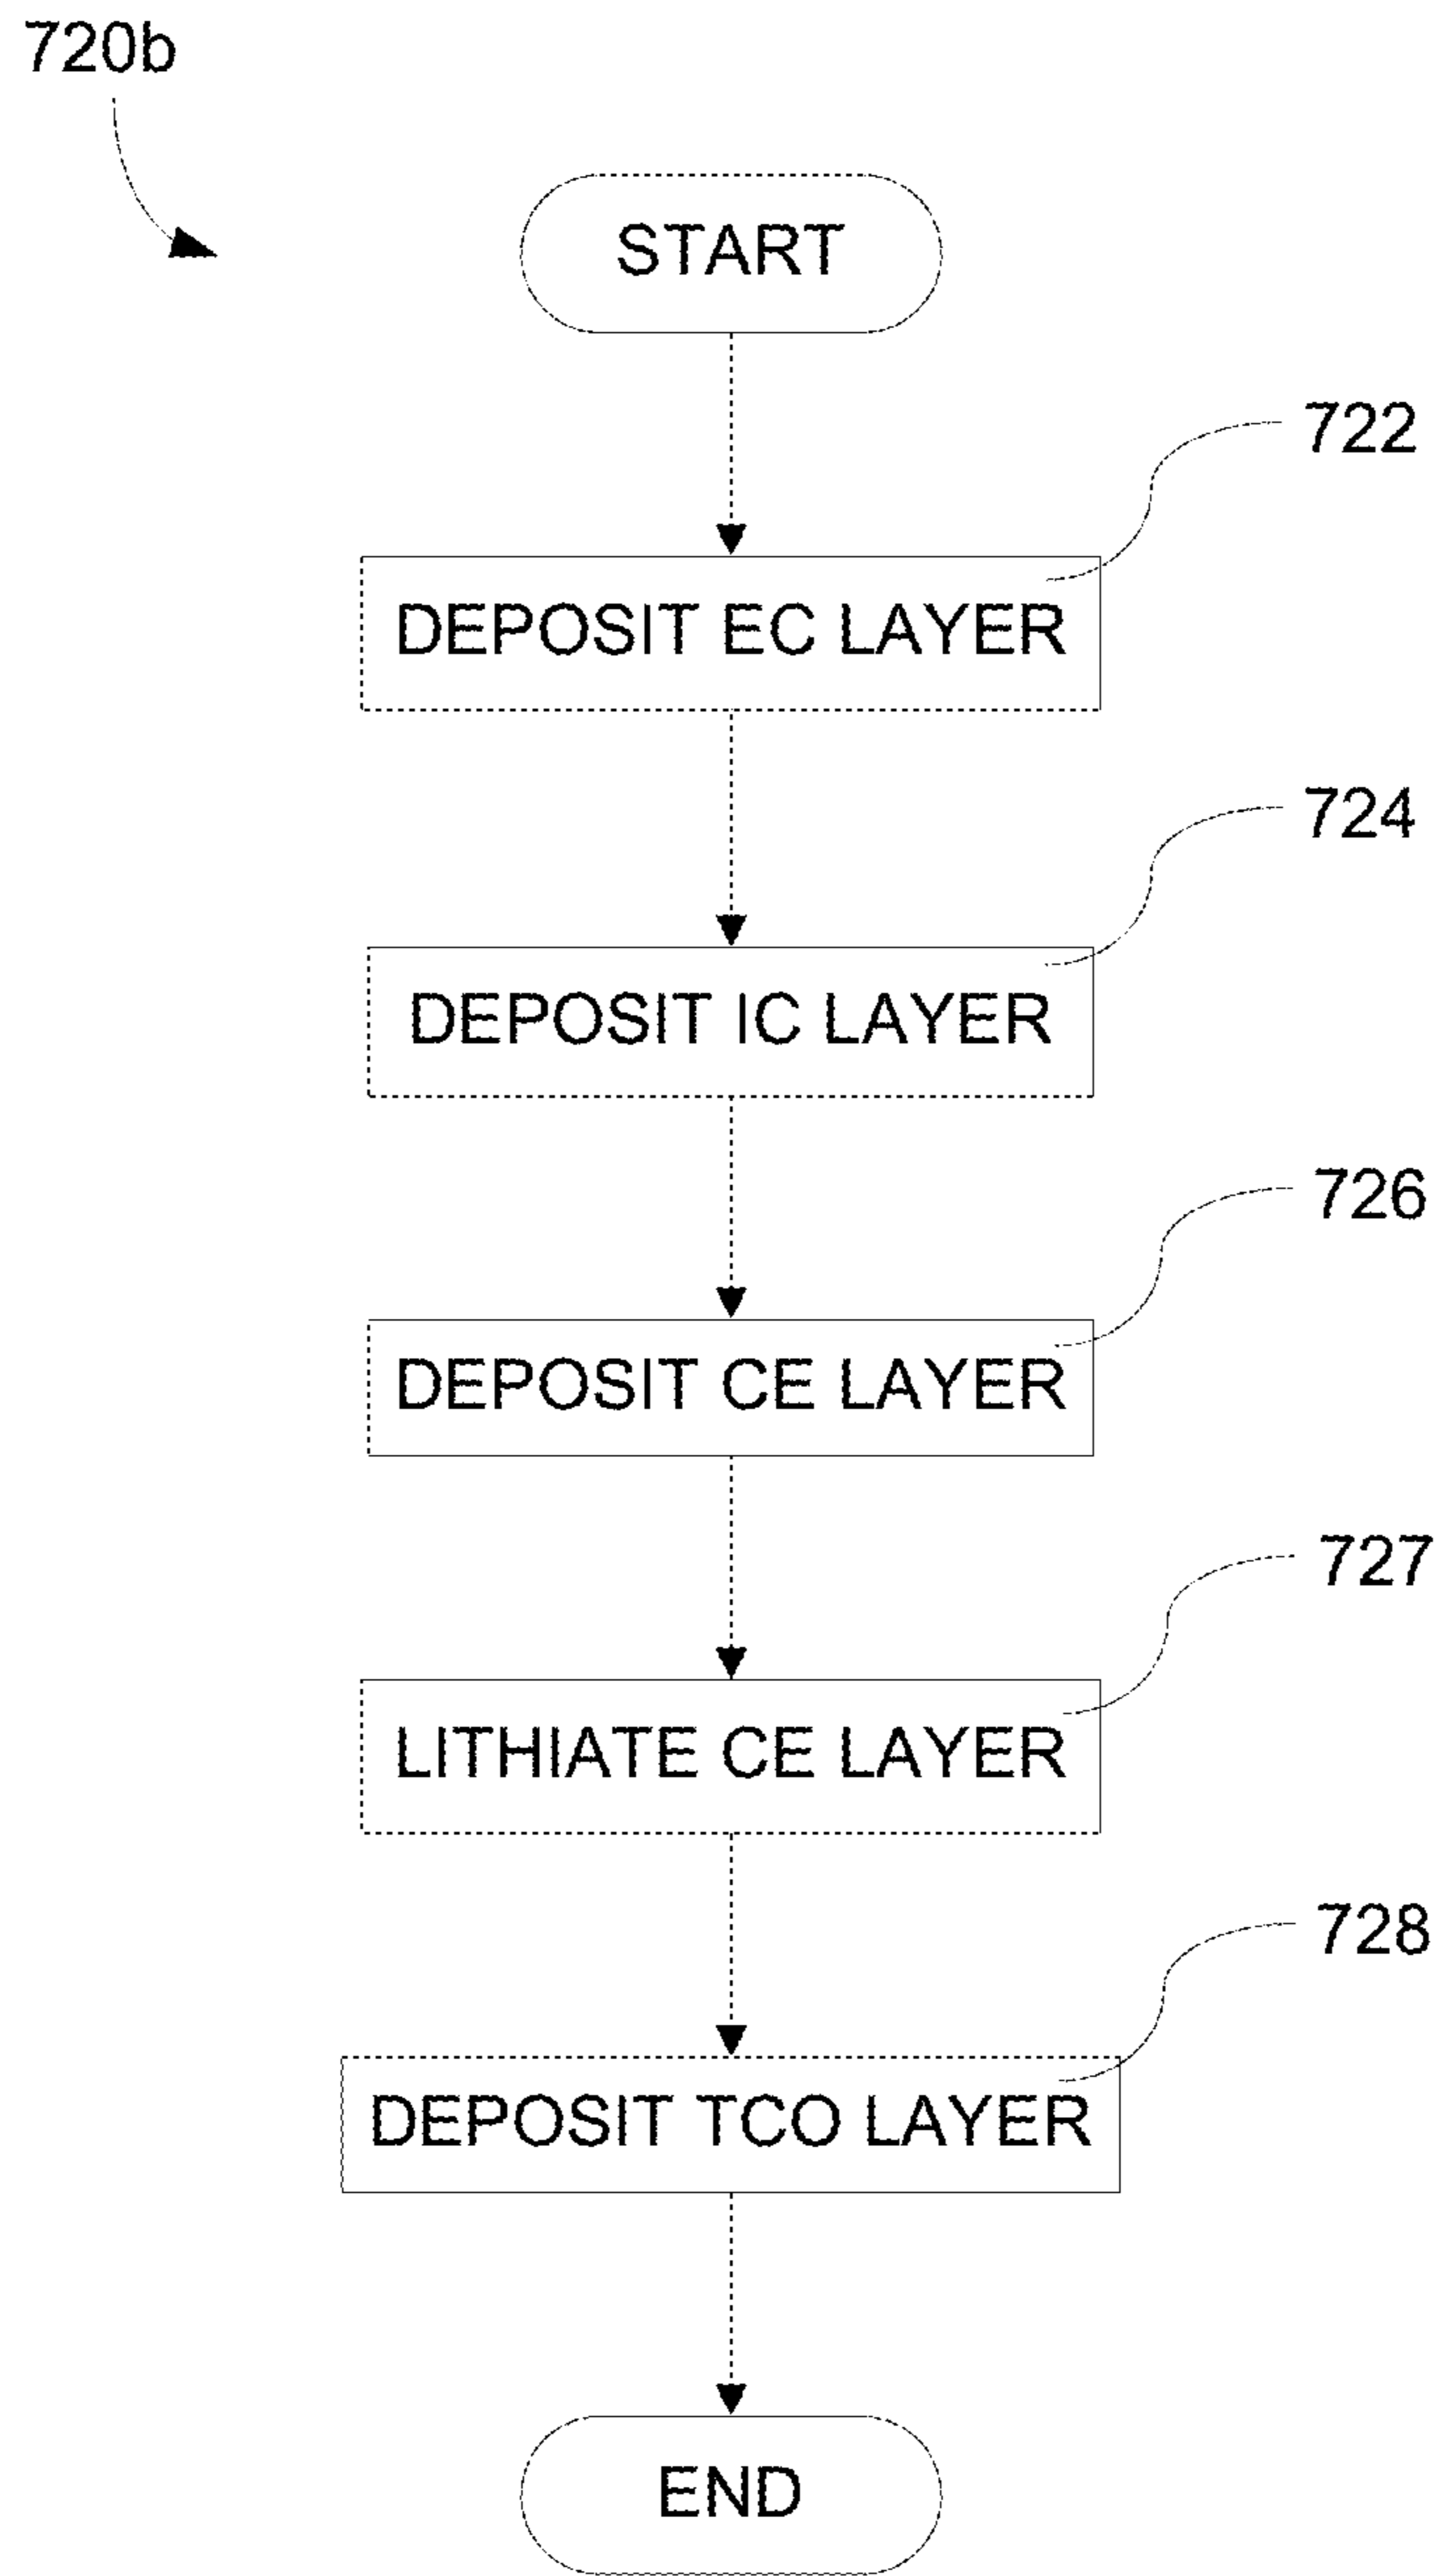 720b
START
722
DEPOSIT EC LAYER
724
DEPOSIT IC LAYER
726
DEPOSIT CE LAYER
727
LITHIATE CE LAYER
728
DEPOSIT TCO LAYER
END